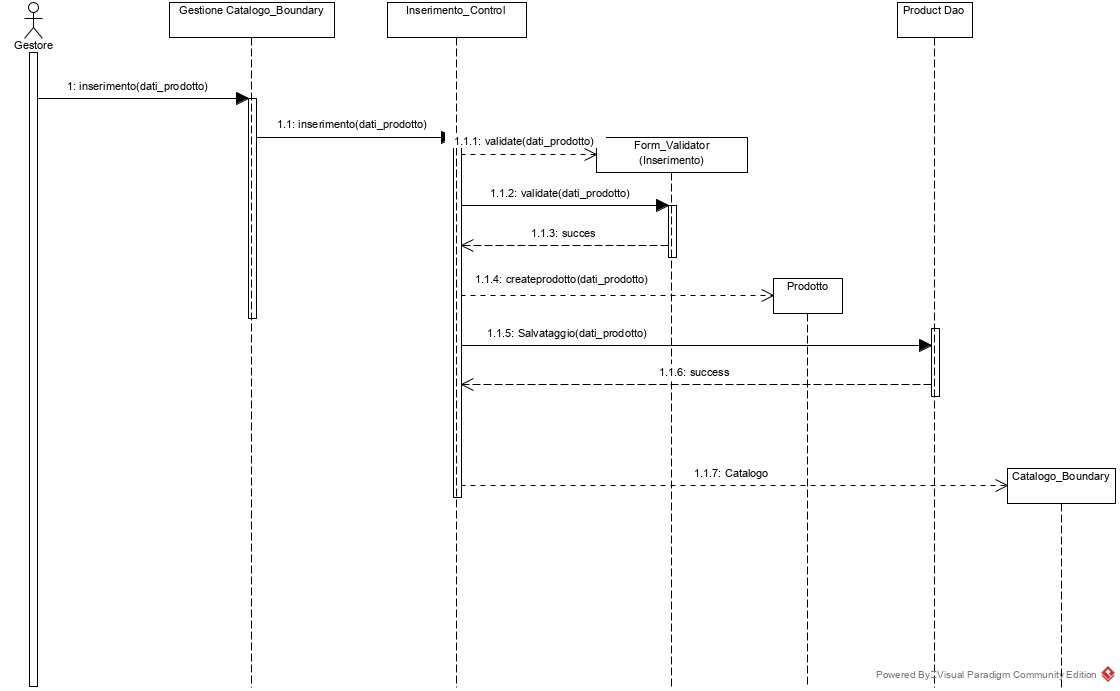 Gestione Catalogo_Boundary
Inserimento_Control
Product Dao
Gestore
1: inserimento(dati_prodotto)
1.1: inserimento(dati_prodotto)
1.1.1: validate(dati_prodotto)
Form_Validator
(Inserimento)
1.1.2: validate(dati_prodotto)
1.1.3: succes
1.1.4: createprodotto(dati_prodotto)
Prodotto
1.1.5: Salvataggio(dati_prodotto)
1.1.6: success
1.1.7: Catalogo
Catalogo_Boundary
Powered By Visual Paradigm Community Edition